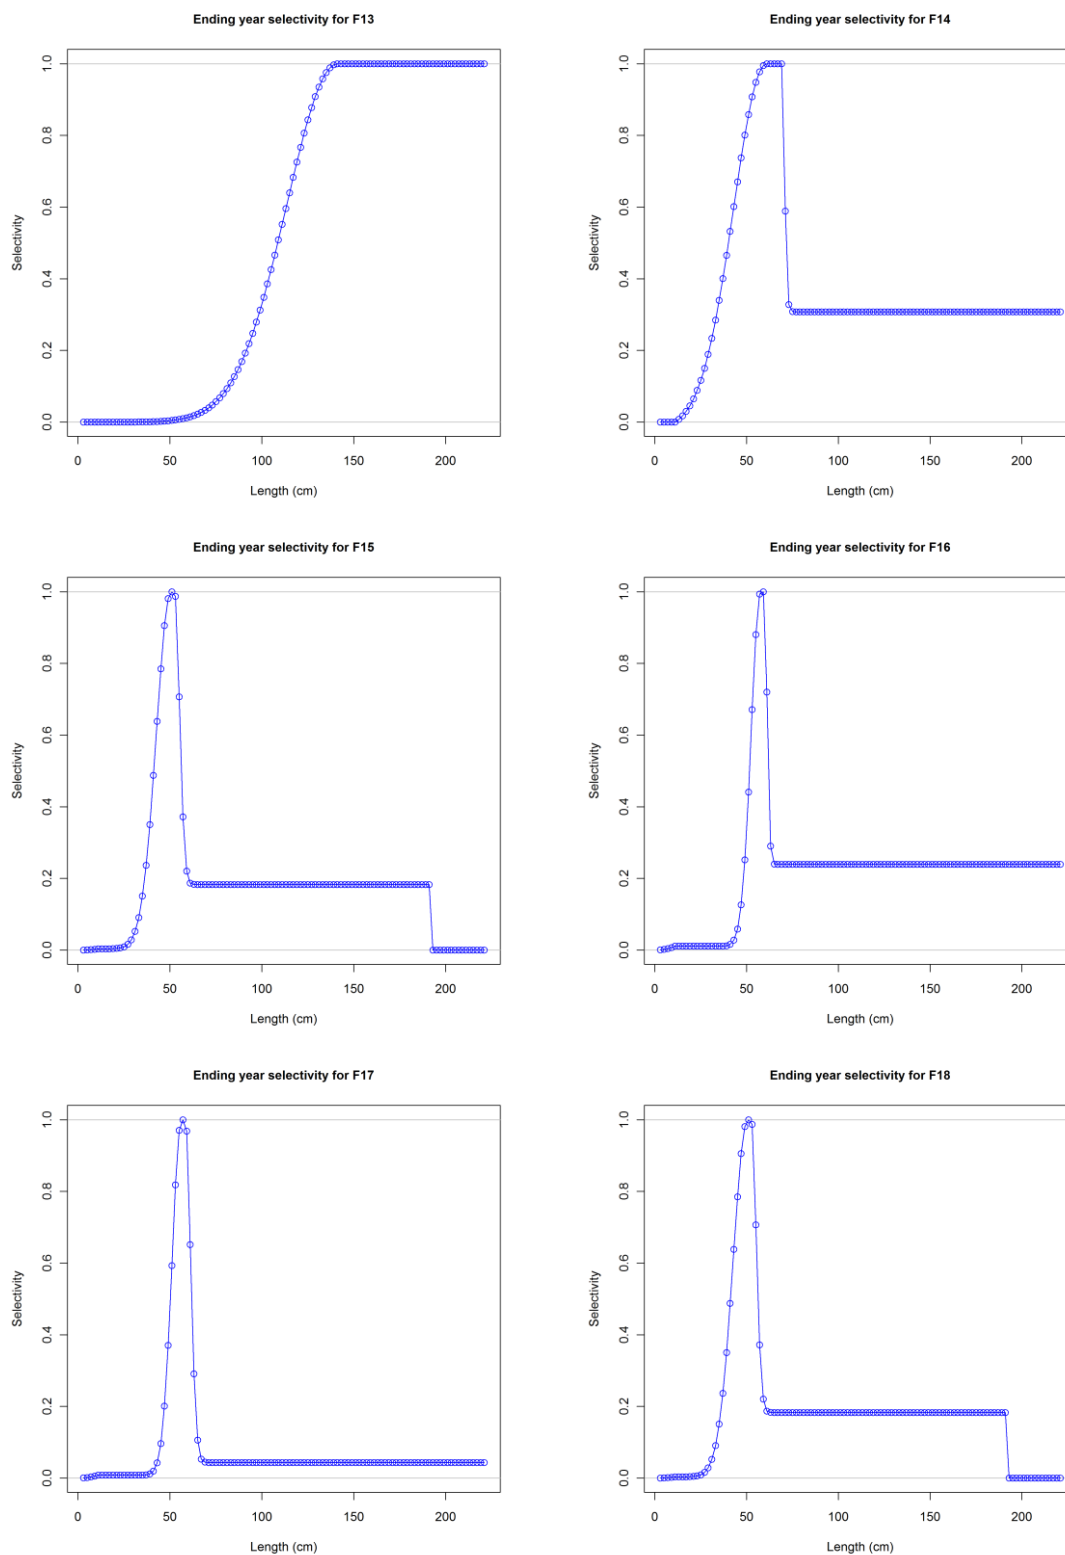 Ending year selectivity for F13
Selectivity
0.0 0.2 0.4 0.6 0.8 1.0
0 50 100 150 200
Length (cm)
Ending year selectivity for F14
Selectivity
0.0 0.2 0.4 0.6 0.8 1.0
0 50 100 150 200
Length (cm)
Ending year selectivity for F15
Selectivity
0.0 0.2 0.4 0.6 0.8 1.0
0 50 100 150 200
Length (cm)
Ending year selectivity for F16
Selectivity
0.0 0.2 0.4 0.6 0.8 1.0
0 50 100 150 200
Length (cm)
Ending year selectivity for F17
Selectivity
0.0 0.2 0.4 0.6 0.8 1.0
0 50 100 150 200
Length (cm)
Ending year selectivity for F18
Selectivity
0.0 0.2 0.4 0.6 0.8 1.0
0 50 100 150 200
Length (cm)